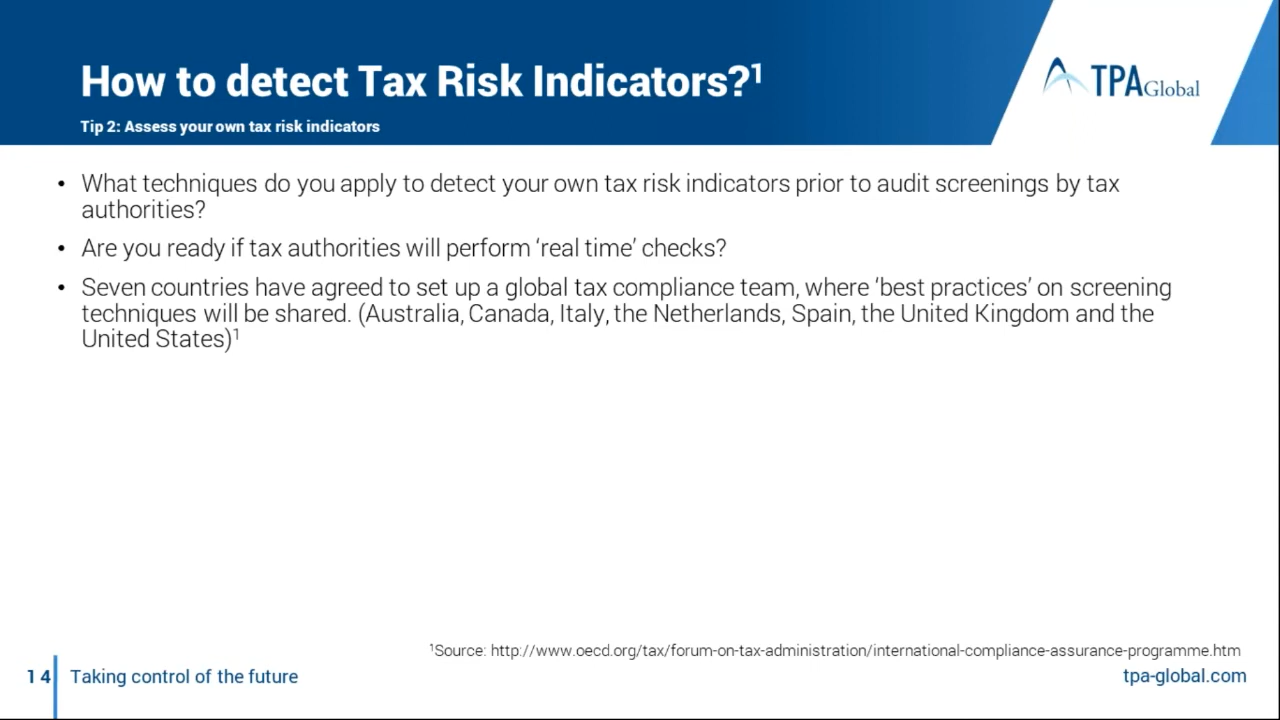 How to detect Tax Risk Indicators?¹
Tip 2: Assess your own tax risk indicators
TPA Global
• What techniques do you apply to detect your own tax risk indicators prior to audit screenings by tax
authorities?
• Are you ready if tax authorities will perform ‘real time’ checks?
• Seven countries have agreed to set up a global tax compliance team, where ‘best practices’ on screening
techniques will be shared. (Australia, Canada, Italy, the Netherlands, Spain, the United Kingdom and the
United States)¹
¹Source: http://www.oecd.org/tax/forum-on-tax-administration/international-compliance-assurance-programme.htm
14 Taking control of the future
tpa-global.com